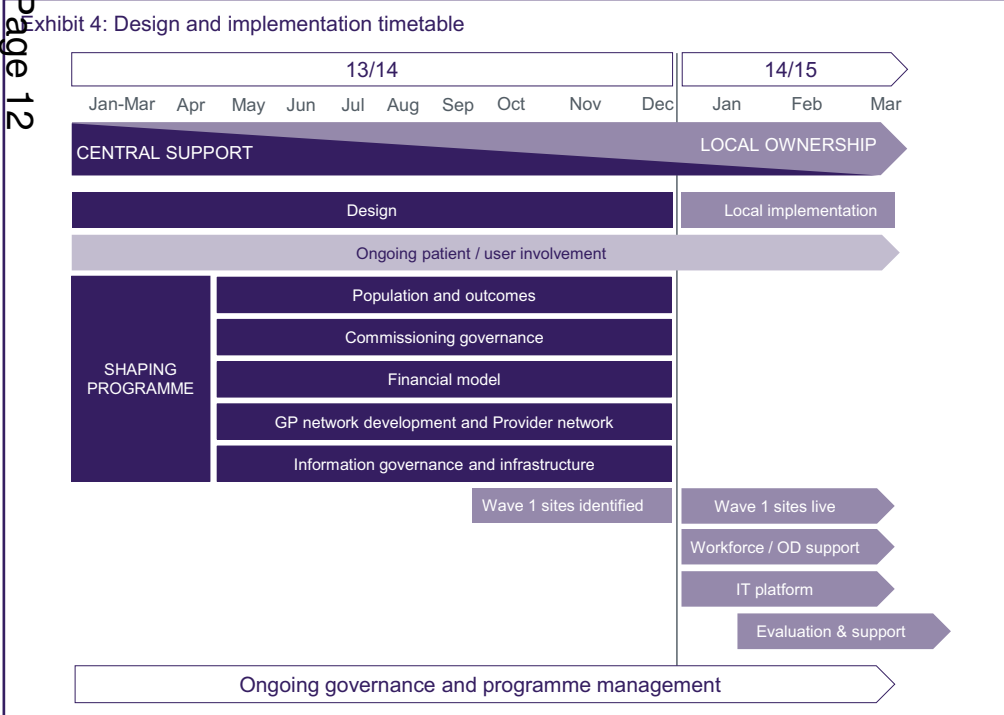 Page 12
Exhibit 4: Design and implementation timetable
13/14 14/15
Jan-Mar Apr May Jun Jul Aug Sep Oct Nov Dec Jan Feb Mar
CENTRAL SUPPORT LOCAL OWNERSHIP
Design Local implementation
Ongoing patient / user involvement
SHAPING
PROGRAMME
Population and outcomes
Commissioning governance
Financial model
GP network development and Provider network
Information governance and infrastructure
Wave 1 sites identified Wave 1 sites live
Workforce / OD support
IT platform
Evaluation & support
Ongoing governance and programme management